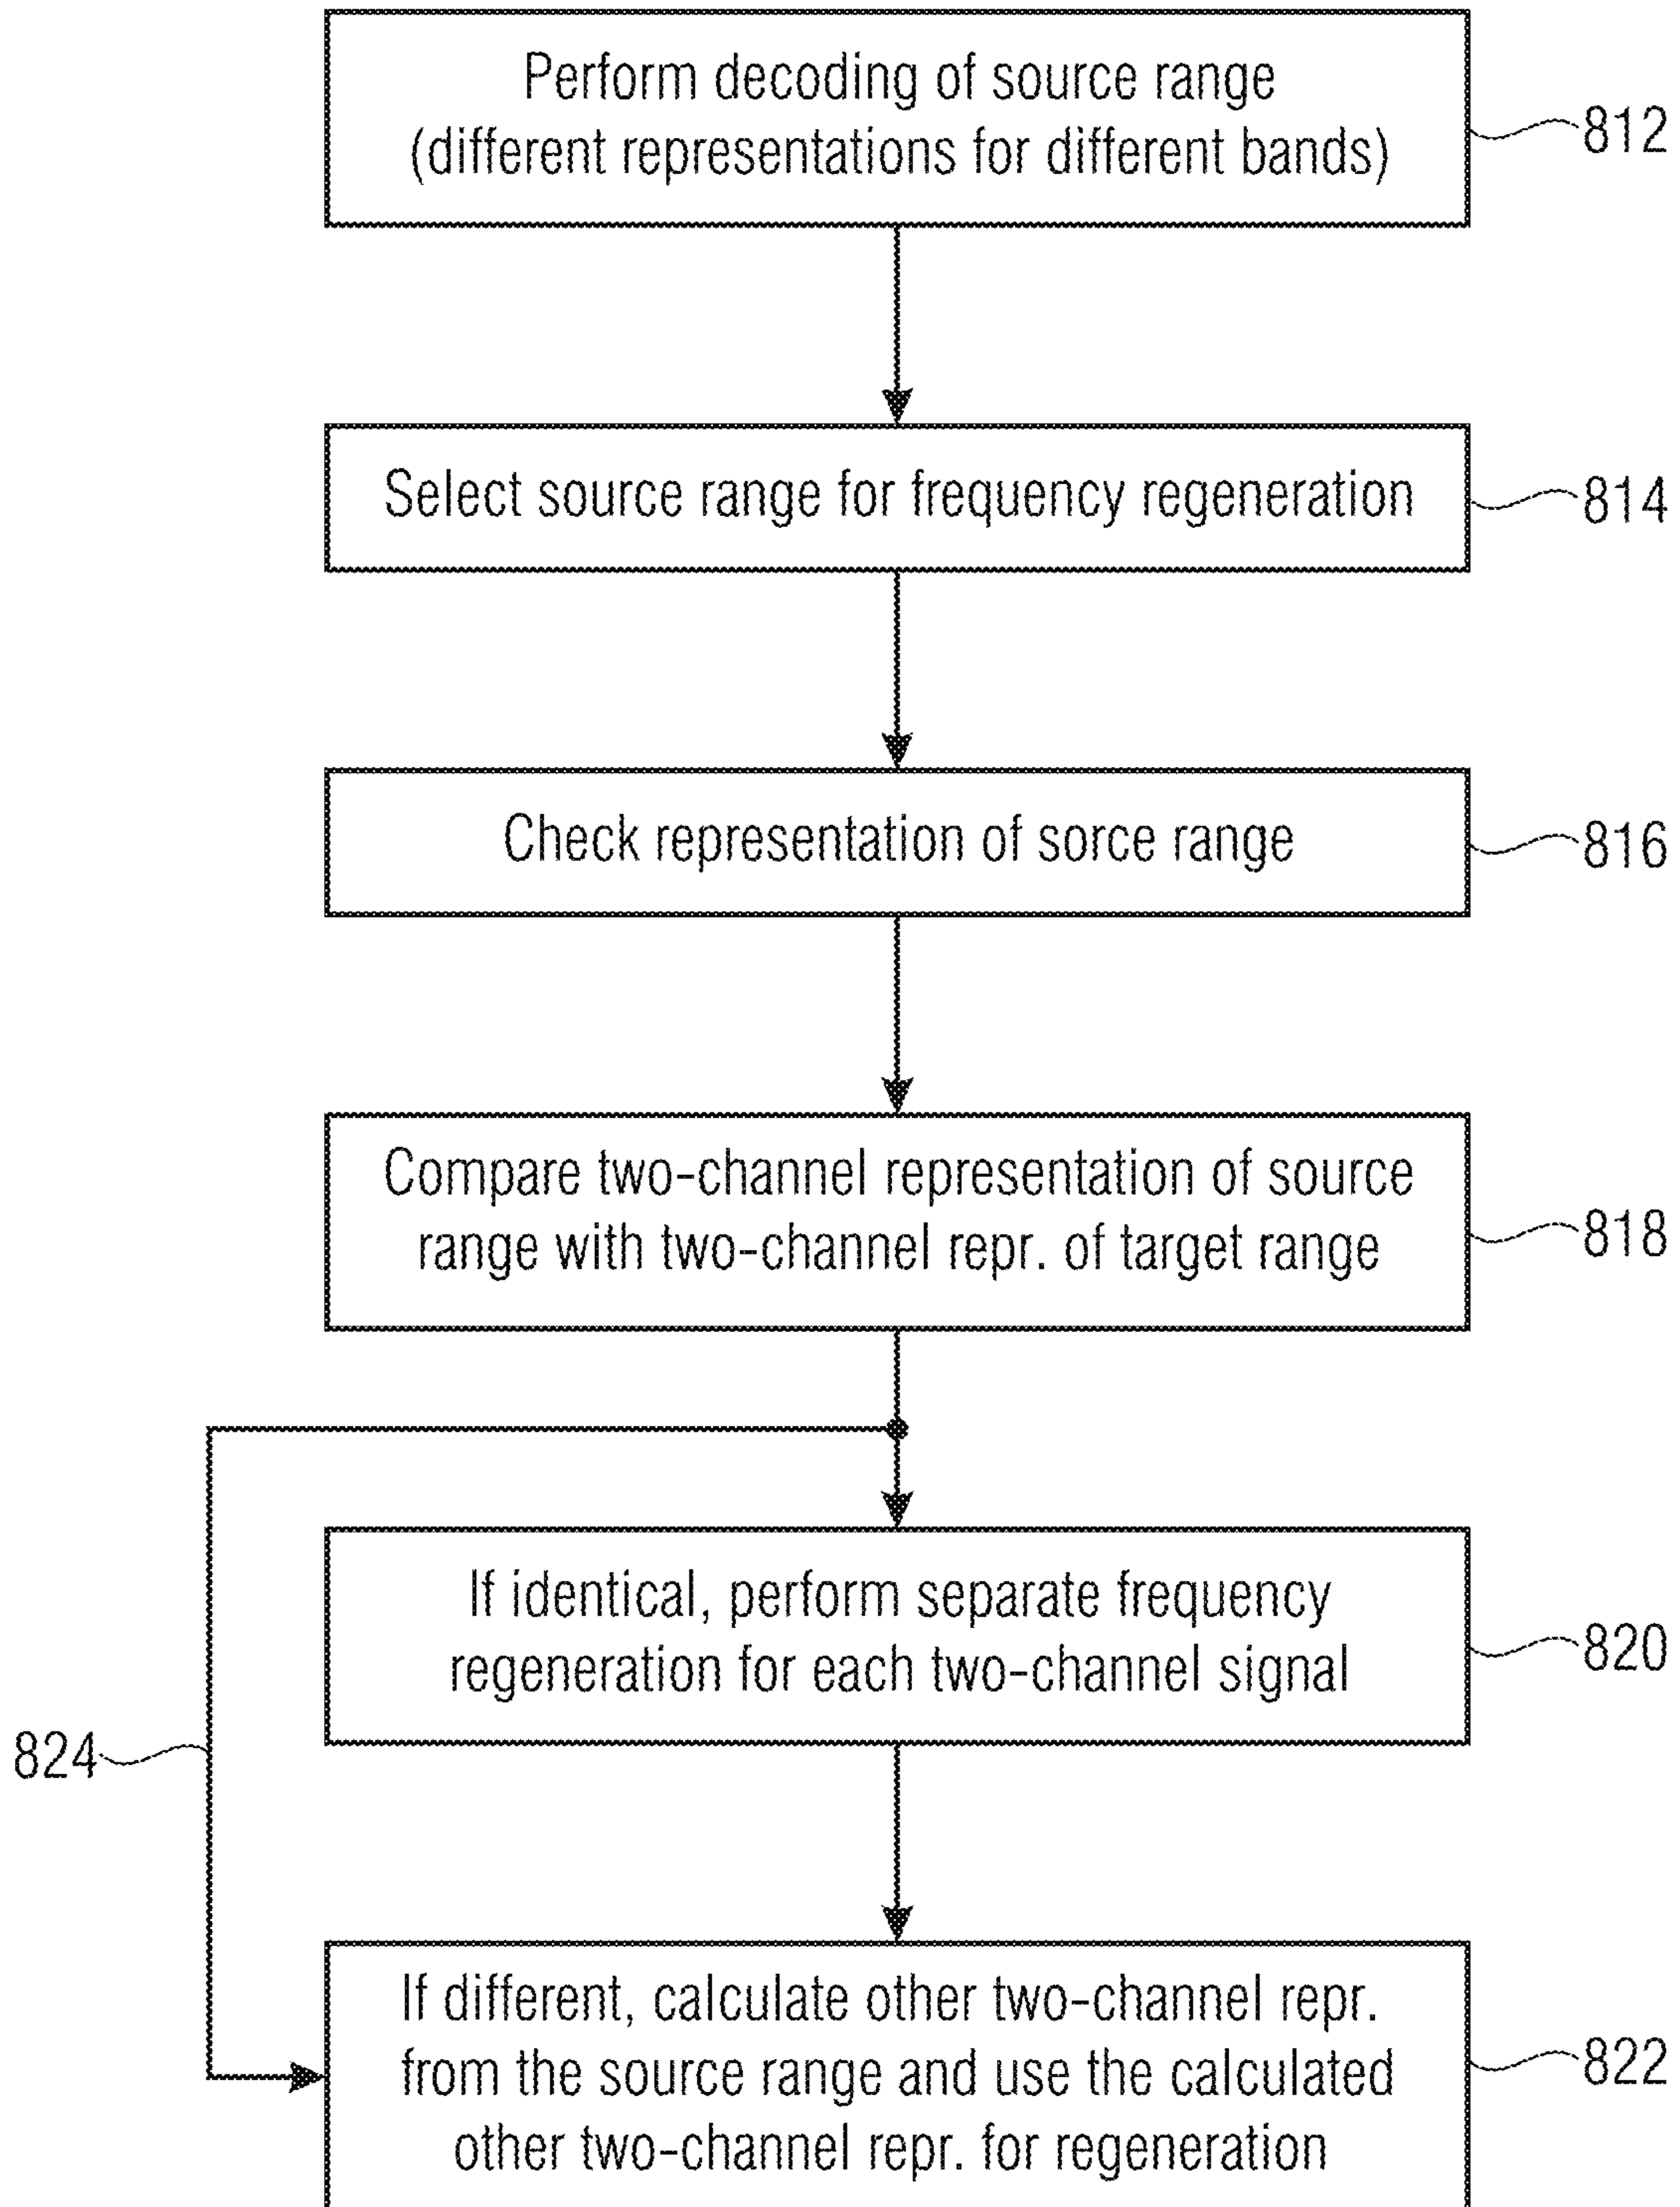 Perform decoding of source range
(different representations for different bands)
812
Select source range for frequency regeneration
814
Check representation of sorce range
816
Compare two-channel representation of source
range with two-channel repr. of target range
818
If identical, perform separate frequency
regeneration for each two-channel signal
820
824
If different, calculate other two-channel repr.
from the source range and use the calculated
other two-channel repr. for regeneration
822